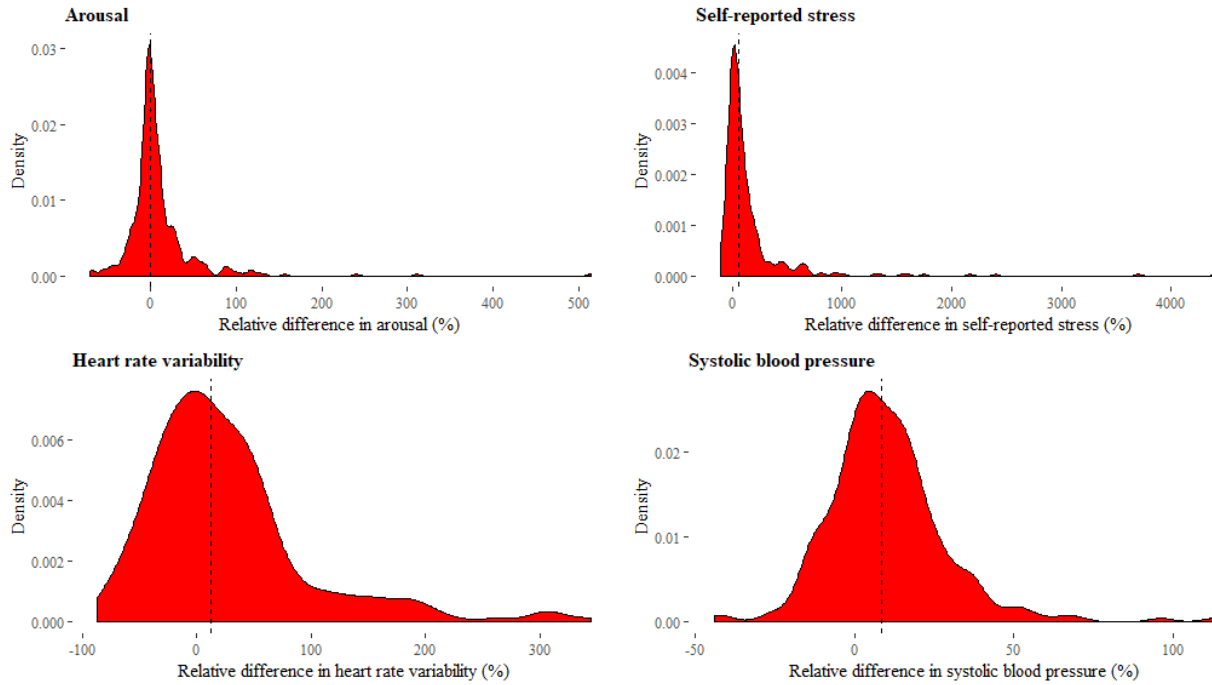 Arousal
Density
0.03
0.02
0.01
0.00
0 100 200 300 400 500
Relative difference in arousal (%)
Self-reported stress
Density
0.004
0.003
0.002
0.001
0.000
0 1000 2000 3000 4000
Relative difference in self-reported stress (%)
Heart rate variability
Density
0.006
0.004
0.002
0.000
-100 0 100 200 300
Relative difference in heart rate variability (%)
Systolic blood pressure
Density
0.02
0.01
0.00
-50 0 50 100
Relative difference in systolic blood pressure (%)